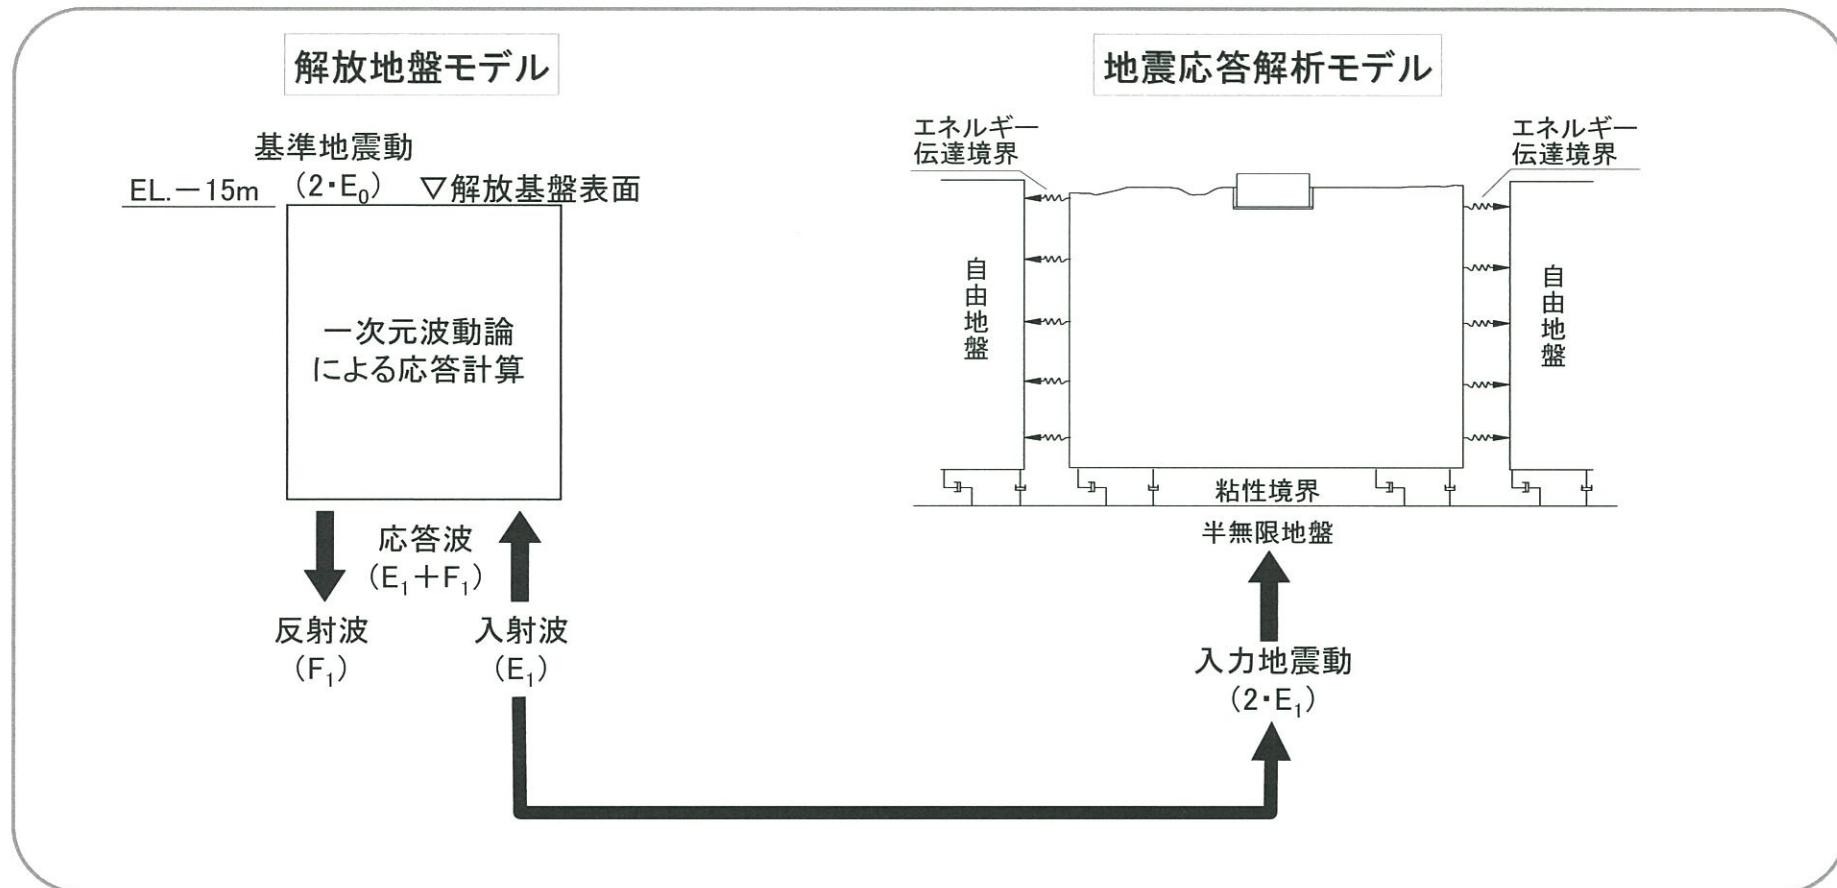 解放地盤モデル
基準地震動
(2・E₀)
EL.−15m
▽解放基盤表面
一次元波動論
による応答計算
応答波
(E₁+F₁)
反射波
(F₁)
入射波
(E₁)
地震応答解析モデル
エネルギー
伝達境界
エネルギー
伝達境界
自由地盤
自由地盤
粘性境界
半無限地盤
入力地震動
(2・E₁)